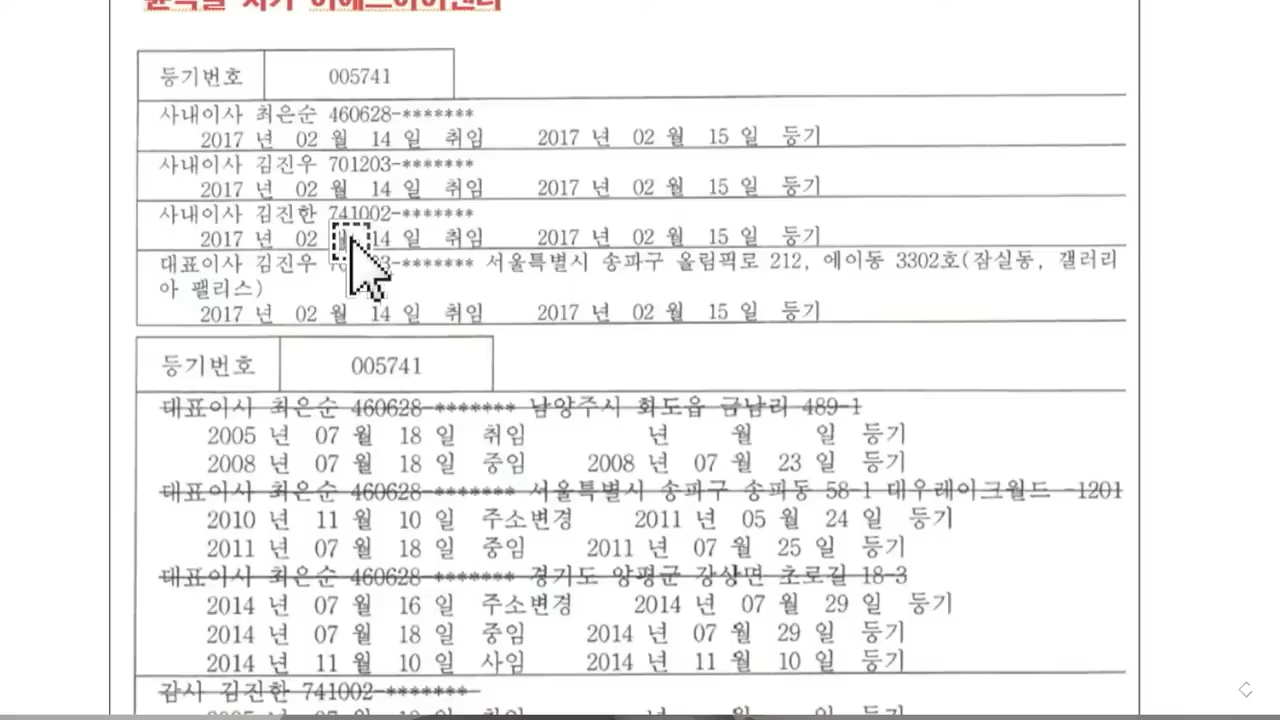 등기번호 005741
사내이사 최은순 460628-*******
2017 년 02 월 14 일 취임 2017 년 02 월 15 일 등기
사내이사 김진우 701203-*******
2017 년 02 월 14 일 취임 2017 년 02 월 15 일 등기
사내이사 김진한 741002-*******
2017 년 02 14 일 취임 2017 년 02 월 15 일 등기
대표이사 김진우 -******* 서울특별시 송파구 올림픽로 212, 에이동 3302호(잠실동, 갤러리
아 팰리스)
2017 년 02 월 14 일 취임 2017 년 02 월 15 일 등기
등기번호 005741
대표이사 최은순 460628-******* 남양주시 화도읍 금남리 489-1
2005 년 07 월 18 일 취임 년 월 일 등기
2008 년 07 월 18 일 중임 2008 년 07 월 23 일 등기
대표이사 최은순 460628-******* 서울특별시 송파구 송파동 58-1 대우레이크월드 -1201
2010 년 11 월 10 일 주소변경 2011 년 05 월 24 일 등기
2011 년 07 월 18 일 중임 2011 년 07 월 25 일 등기
대표이사 최은순 460628-******* 경기도 양평군 강상면 초로길 18-3
2014 년 07 월 16 일 주소변경 2014 년 07 월 29 일 등기
2014 년 07 월 18 일 중임 2014 년 07 월 29 일 등기
2014 년 11 월 10 일 사임 2014 년 11 월 10 일 등기
감사 김진한 741002-*******